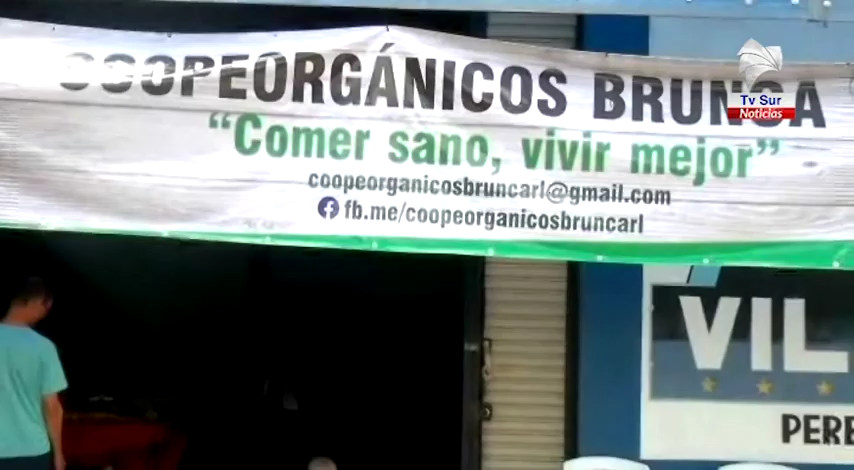 COOPEORGÁNICOS BRUNCA
Tv Sur
Noticias
“Comer sano, vivir mejor”
coopeorganicosbruncarl@gmail.com
fb.me/coopeorganicosbruncarl
VIL
PERE